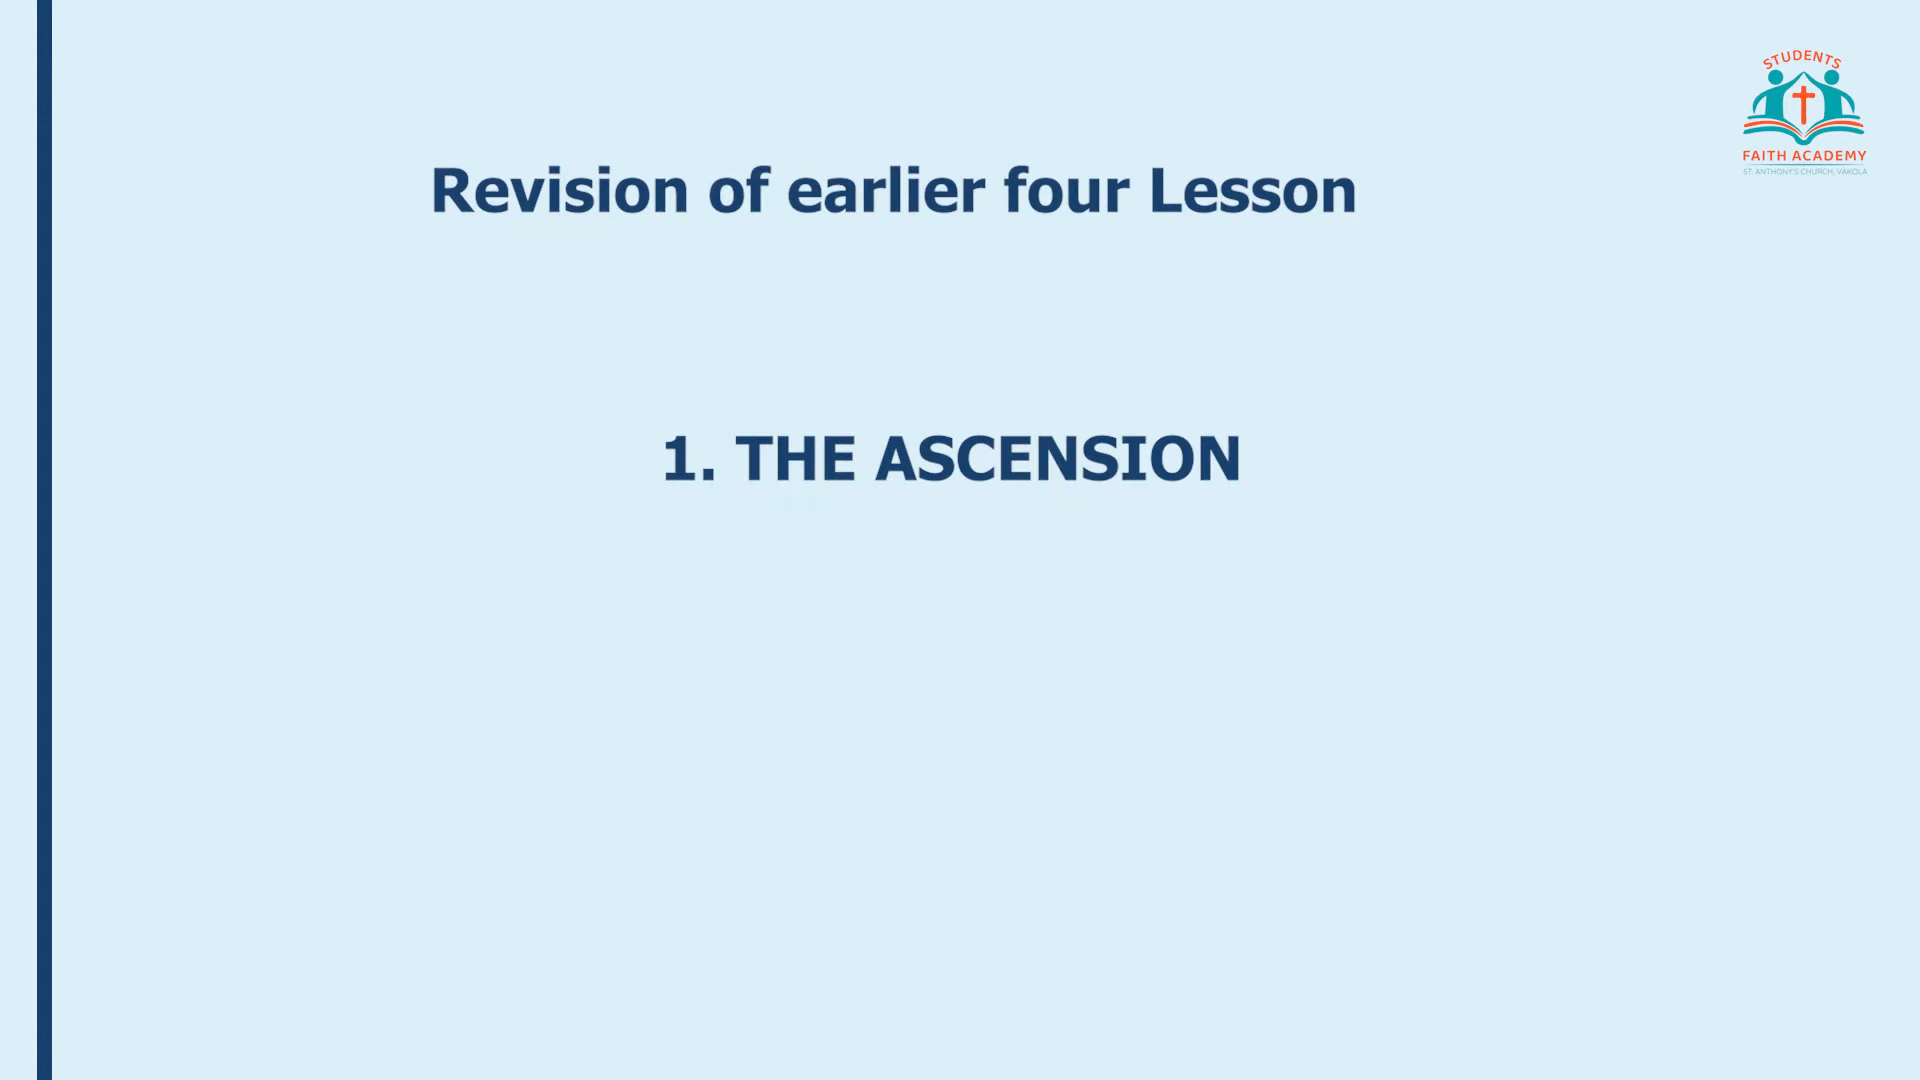 STUDENTS
FAITH ACADEMY
ST. ANTHONY'S CHURCH, VAKOLA
Revision of earlier four Lesson
1. THE ASCENSION